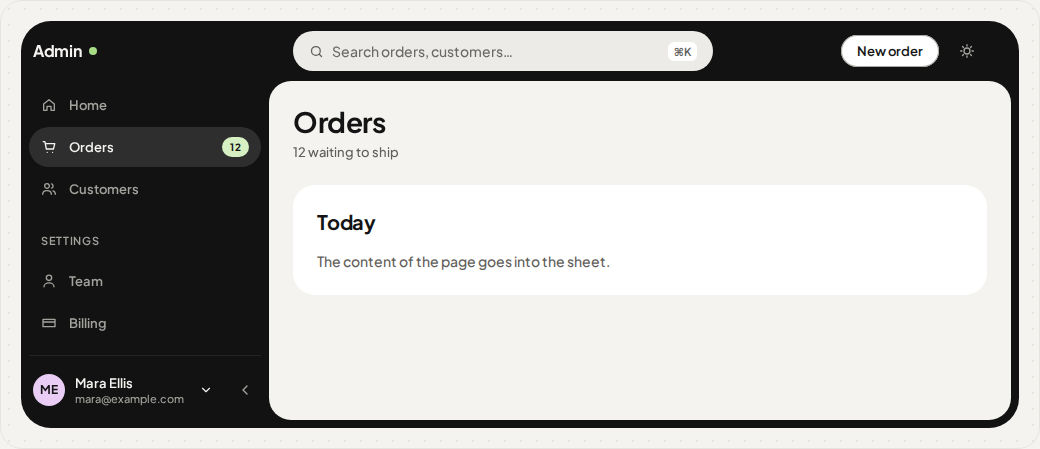 Admin
Search orders, customers…
⌘K
New order
Home
Orders
12
Customers
SETTINGS
Team
Billing
ME
Mara Ellis
mara@example.com
Orders
12 waiting to ship
Today
The content of the page goes into the sheet.